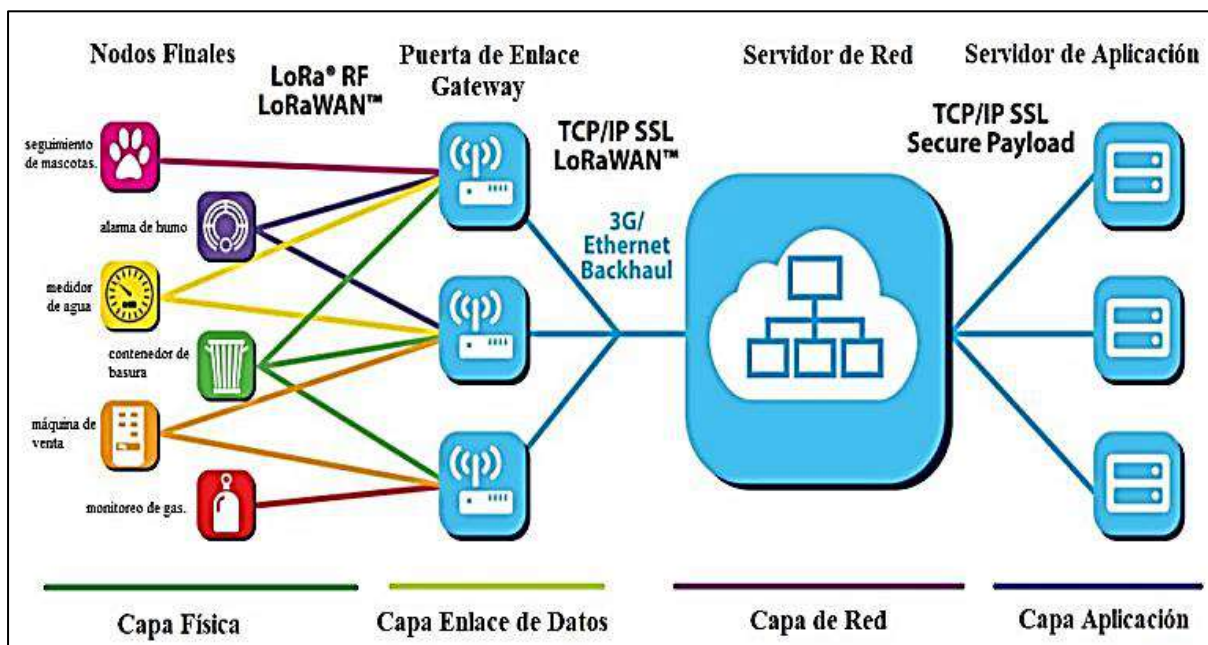 Nodos Finales
LoRa® RF
LoRaWAN™
Puerta de Enlace
Gateway
Servidor de Red
Servidor de Aplicación
TCP/IP SSL
LoRaWAN™
TCP/IP SSL
Secure Payload
3G/
Ethernet
Backhaul
seguimiento
de mascotas.
alarma de humo
medidor
de agua
contenedor de
basura
máquina de
venta
monitoreo de gas.
Capa Física
Capa Enlace de Datos
Capa de Red
Capa Aplicación